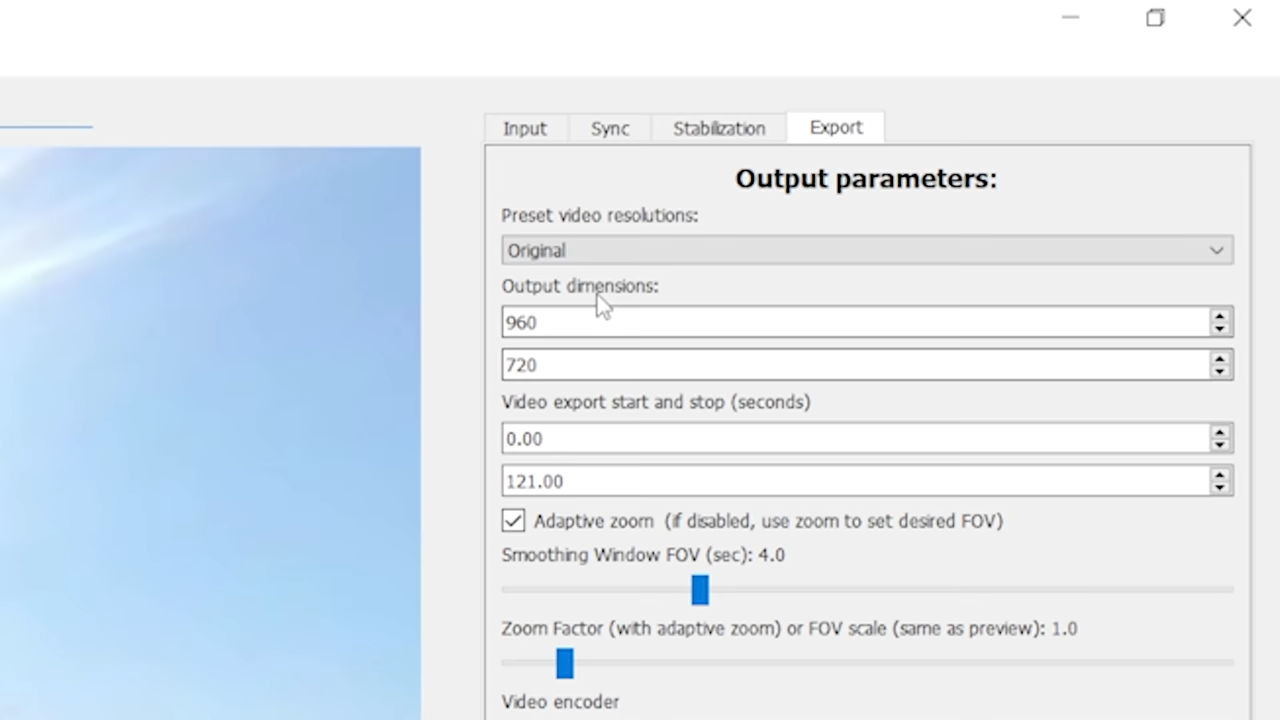 Input Sync Stabilization Export
Output parameters:
Preset video resolutions:
Original
Output dimensions:
960
720
Video export start and stop (seconds)
0.00
121.00
Adaptive zoom (if disabled, use zoom to set desired FOV)
Smoothing Window FOV (sec): 4.0
Zoom Factor (with adaptive zoom) or FOV scale (same as preview): 1.0
Video encoder